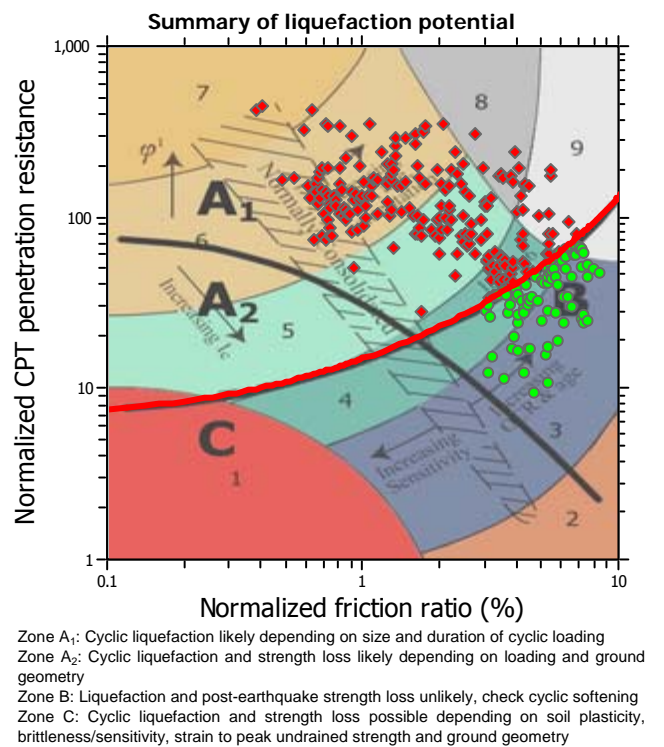 Summary of liquefaction potential
Normalized CPT penetration resistance
1,000
100
10
1
7
8
9
φ'
A1
Normally Consolidated
6
A2
Increasing Ic
5
B
4
Increasing
OCR & age
C
1
Increasing
Sensitivity
3
2
0.1
1
10
Normalized friction ratio (%)
Zone A1: Cyclic liquefaction likely depending on size and duration of cyclic loading
Zone A2: Cyclic liquefaction and strength loss likely depending on loading and ground
geometry
Zone B: Liquefaction and post-earthquake strength loss unlikely, check cyclic softening
Zone C: Cyclic liquefaction and strength loss possible depending on soil plasticity,
brittleness/sensitivity, strain to peak undrained strength and ground geometry